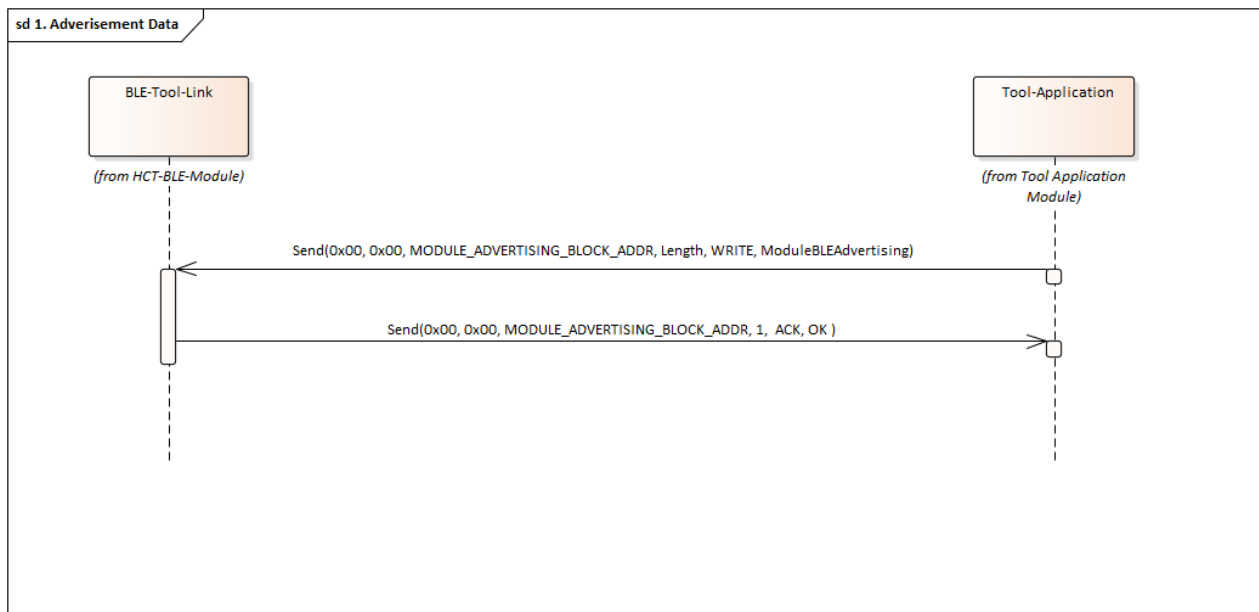 sd 1. Adverisement Data
BLE-Tool-Link
Tool-Application
(from HCT-BLE-Module)
(from Tool Application
Module)
Send(0x00, 0x00, MODULE_ADVERTISING_BLOCK_ADDR, Length, WRITE, ModuleBLEAdvertising)
Send(0x00, 0x00, MODULE_ADVERTISING_BLOCK_ADDR, 1,  ACK, OK )